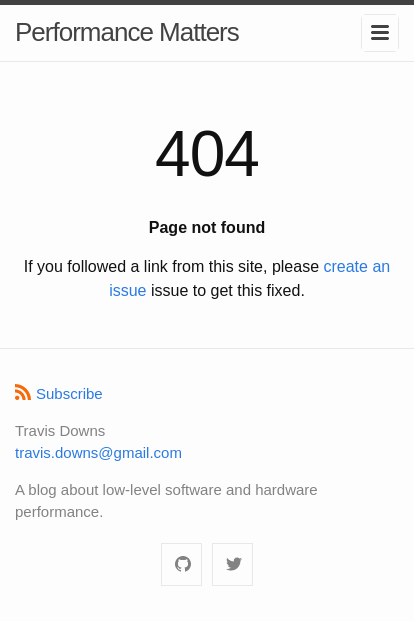 Performance Matters
404
Page not found
If you followed a link from this site, please create an
issue issue to get this fixed.
Subscribe
Travis Downs
travis.downs@gmail.com
A blog about low-level software and hardware
performance.